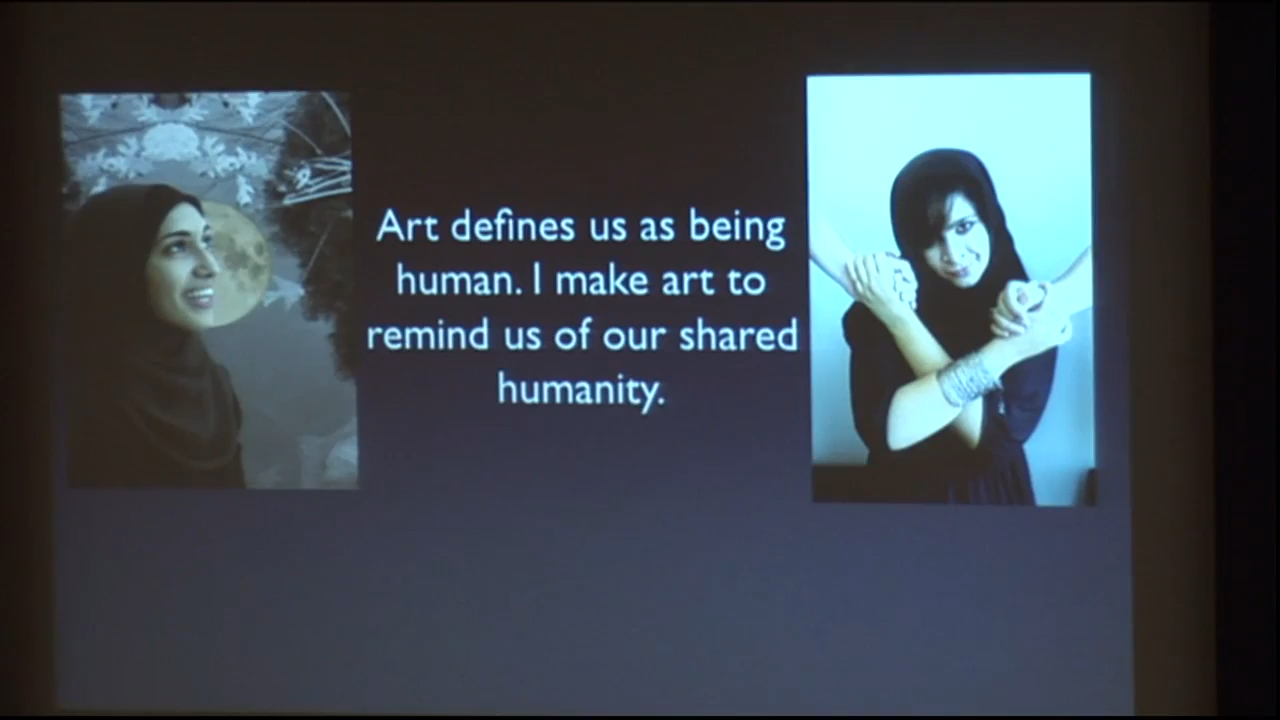 Art defines us as being
human. I make art to
remind us of our shared
humanity.